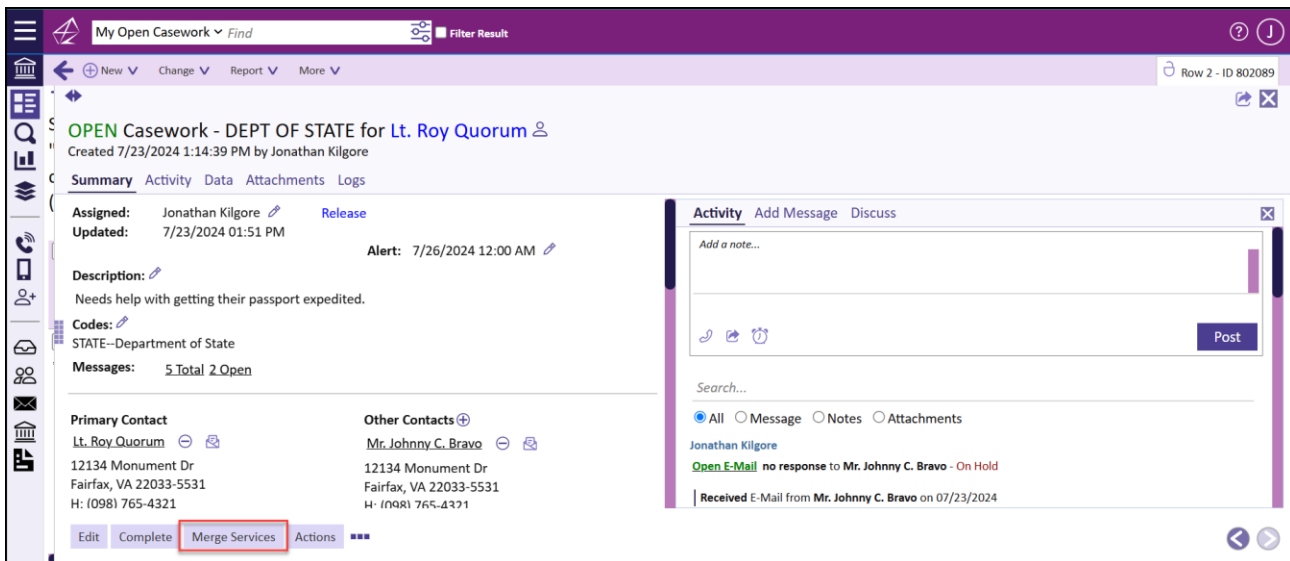 My Open Casework Find Filter Result ? J
New Change Report More Row 2 - ID 802089
OPEN Casework - DEPT OF STATE for Lt. Roy Quorum
Created 7/23/2024 1:14:39 PM by Jonathan Kilgore
Summary Activity Data Attachments Logs
Assigned: Jonathan Kilgore Release
Updated: 7/23/2024 01:51 PM
Alert: 7/26/2024 12:00 AM
Description:
Needs help with getting their passport expedited.
Codes:
STATE--Department of State
Messages: 5 Total 2 Open
Primary Contact
Lt. Roy Quorum
12134 Monument Dr
Fairfax, VA 22033-5531
H: (098) 765-4321
Other Contacts
Mr. Johnny C. Bravo
12134 Monument Dr
Fairfax, VA 22033-5531
H: (098) 765-4321
Activity Add Message Discuss
Add a note...
Post
Search...
All Message Notes Attachments
Jonathan Kilgore
Open E-Mail no response to Mr. Johnny C. Bravo - On Hold
Received E-Mail from Mr. Johnny C. Bravo on 07/23/2024
Edit Complete Merge Services Actions